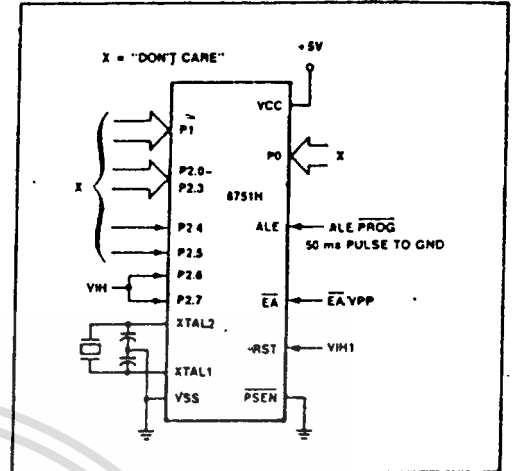 X = "DON'T CARE"
+5V
VCC
P1
P0
X
P2.0-
P2.3
8751H
X
P2.4
ALE
ALE PROG
50 ms PULSE TO GND
P2.5
P2.6
VIH
P2.7
EA
EA VPP
XTAL2
RST
VIH1
XTAL1
VSS
PSEN